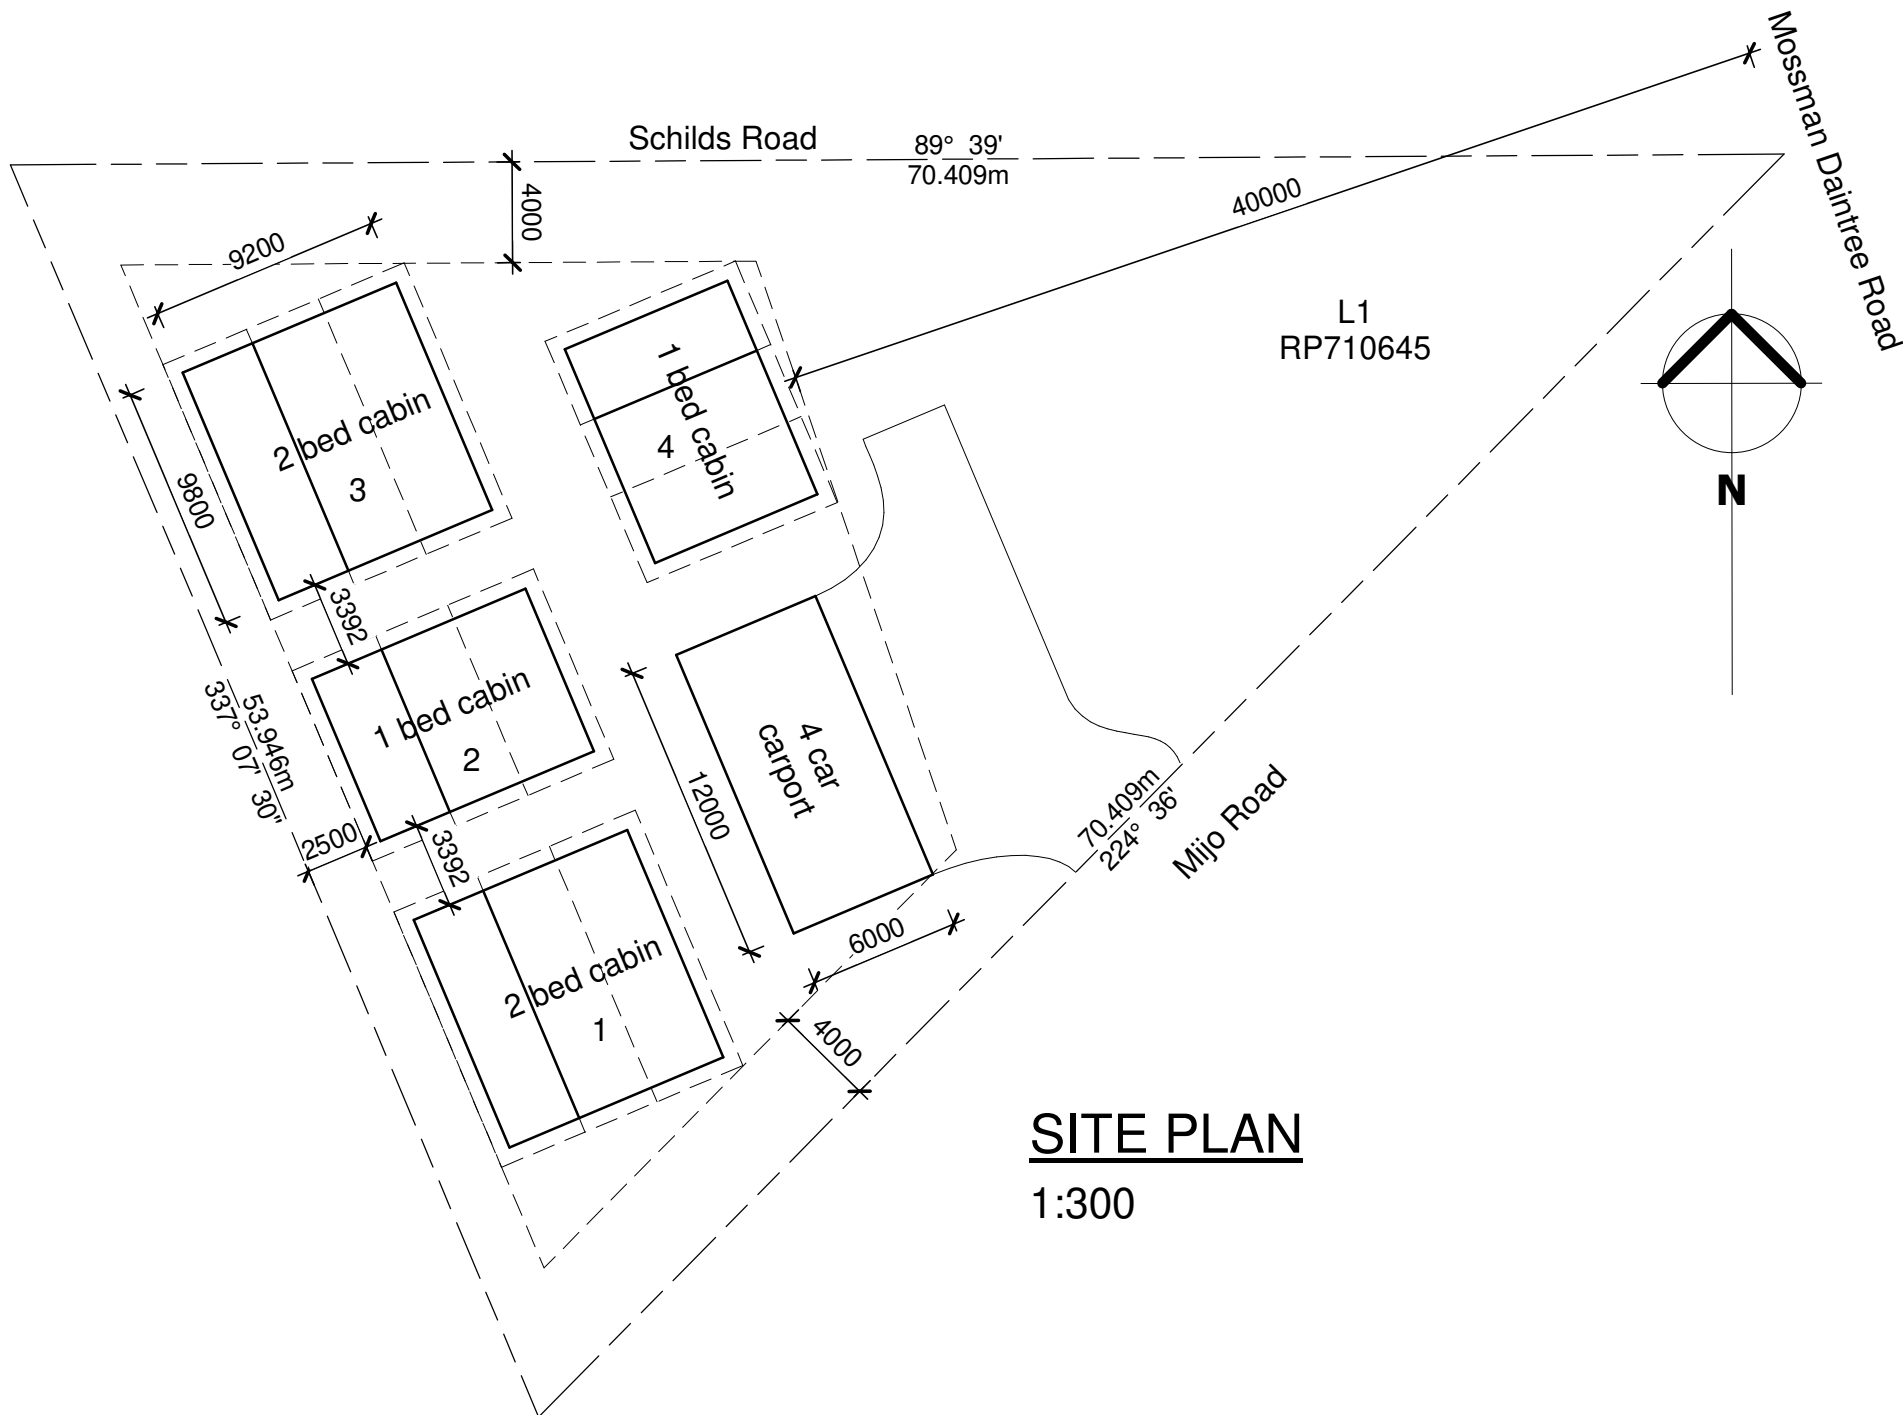 Mossman Daintree Road
Schilds Road
89° 39'
70.409m
4000
40000
9200
L1
RP710645
2 bed cabin
3
1 bed cabin
4
N
9800
3392
53.946m
337° 07' 30"
1 bed cabin
2
4 car
carport
12000
2500
3392
70.409m
224° 36'
Mijo Road
2 bed cabin
1
6000
4000
SITE PLAN
1:300